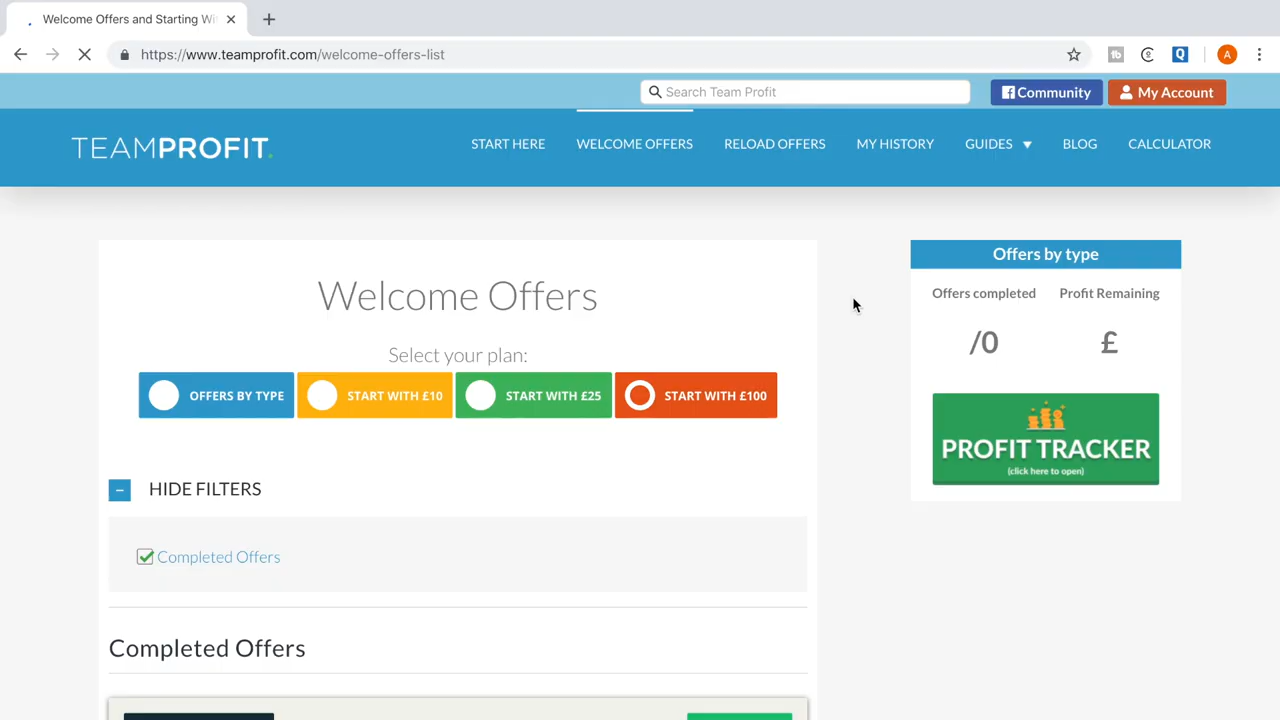 Welcome Offers and Starting Wi
https://www.teamprofit.com/welcome-offers-list
tb
Q
A
Search Team Profit
Community
My Account
TEAMPROFIT.
START HERE
WELCOME OFFERS
RELOAD OFFERS
MY HISTORY
GUIDES
BLOG
CALCULATOR
Welcome Offers
Select your plan:
OFFERS BY TYPE
START WITH £10
START WITH £25
START WITH £100
HIDE FILTERS
Completed Offers
Completed Offers
Offers by type
Offers completed
Profit Remaining
/0
£
PROFIT TRACKER
(click here to open)